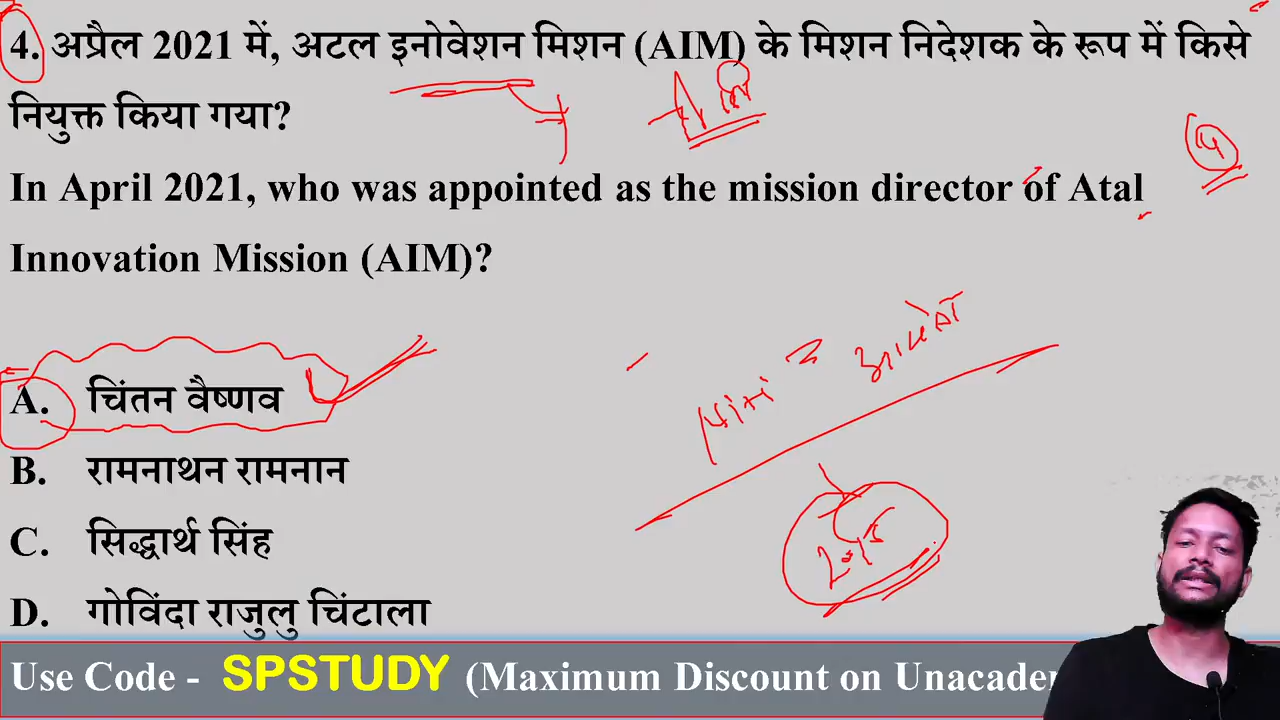 4. अप्रैल 2021 में, अटल इनोवेशन मिशन (AIM) के मिशन निदेशक के रूप में किसे
नियुक्त किया गया?
In April 2021, who was appointed as the mission director of Atal
Innovation Mission (AIM)?
A. चिंतन वैष्णव
B. रामनाथन रामनान
C. सिद्धार्थ सिंह
D. गोविंदा राजुलु चिंटाला
2015
Use Code - SPSTUDY (Maximum Discount on